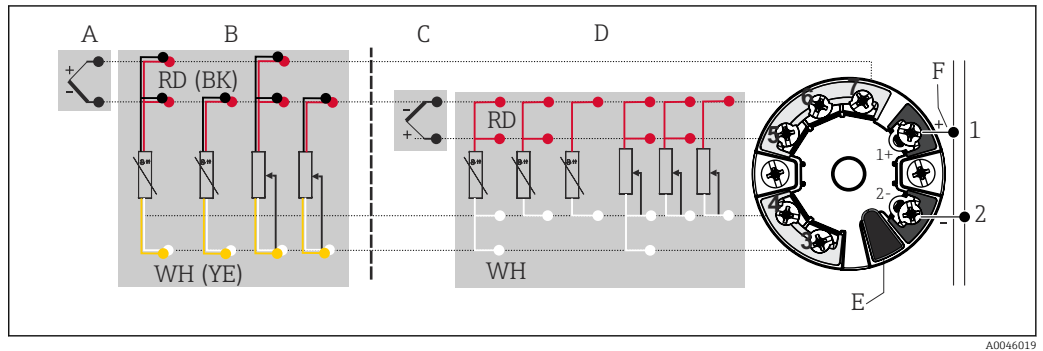 A
B
C
D
F
+
-
RD (BK)
-
+
RD
6
7
5
+
1
1+
2-
4
3
-
2
WH (YE)
WH
E
A0046019